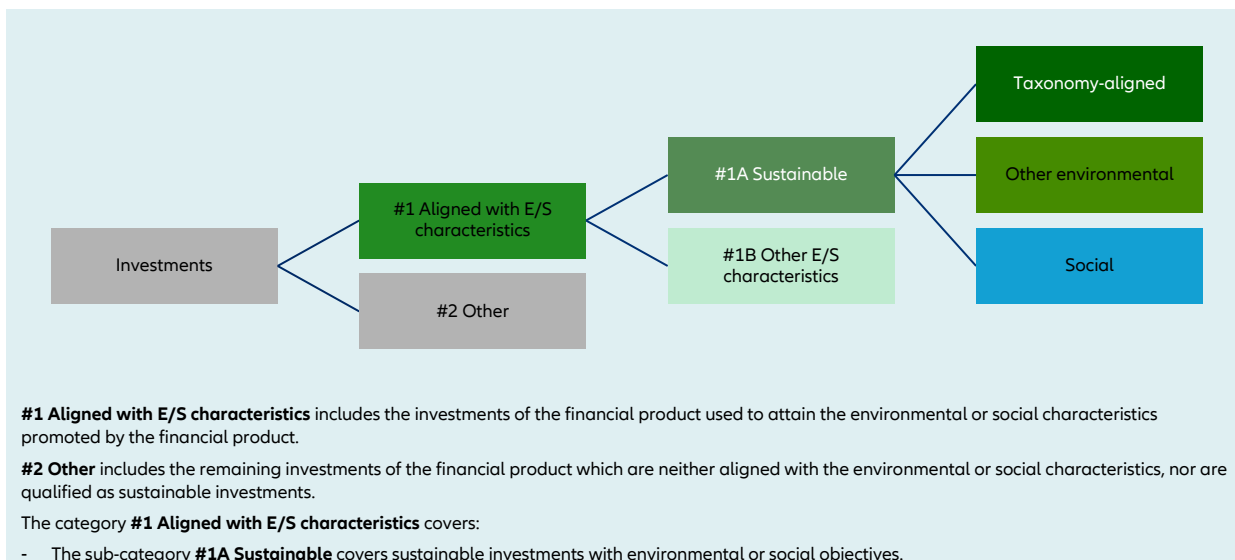 Taxonomy-aligned
#1A Sustainable
Other environmental
#1 Aligned with E/S
characteristics
Investments
#1B Other E/S
characteristics
Social
#2 Other
#1 Aligned with E/S characteristics includes the investments of the financial product used to attain the environmental or social characteristics
promoted by the financial product.
#2 Other includes the remaining investments of the financial product which are neither aligned with the environmental or social characteristics, nor are
qualified as sustainable investments.
The category #1 Aligned with E/S characteristics covers:
- The sub-category #1A Sustainable covers sustainable investments with environmental or social objectives.